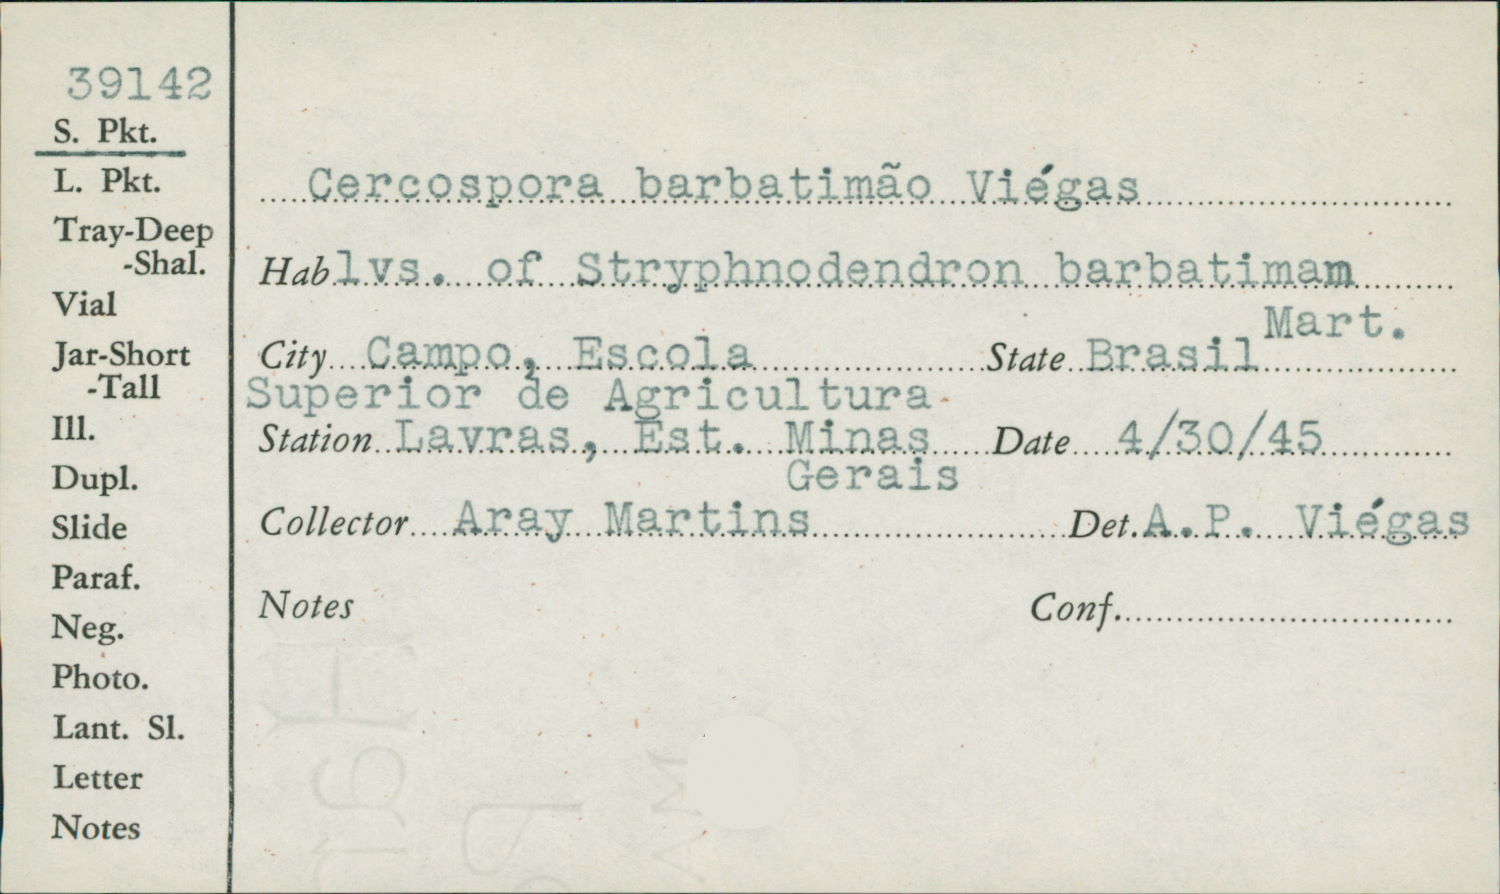 39142
S. Pkt.
L. Pkt.
Tray-Deep
-Shal.
Vial
Jar-Short
-Tall
Ill.
Dupl.
Slide
Paraf.
Neg.
Photo.
Lant. Sl.
Letter
Notes
Cercospora barbatimão Viégas
Hab lvs. of Stryphnodendron barbatimam
Mart.
City Campo, Escola State Brasil
Superior de Agricultura
Station Lavras, Est. Minas Date 4/30/45
Gerais
Collector Aray Martins Det. A.P. Viégas
Notes Conf.